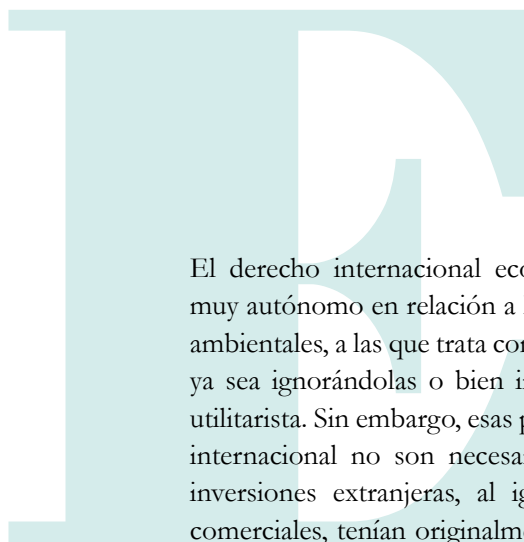 El derecho internacional eco
muy autónomo en relación a
ambientales, a las que trata
ya sea ignorándolas o bien
utilitarista. Sin embargo, esas p
internacional no son necesa
inversiones extranjeras, al ig
comerciales, tenían originalm